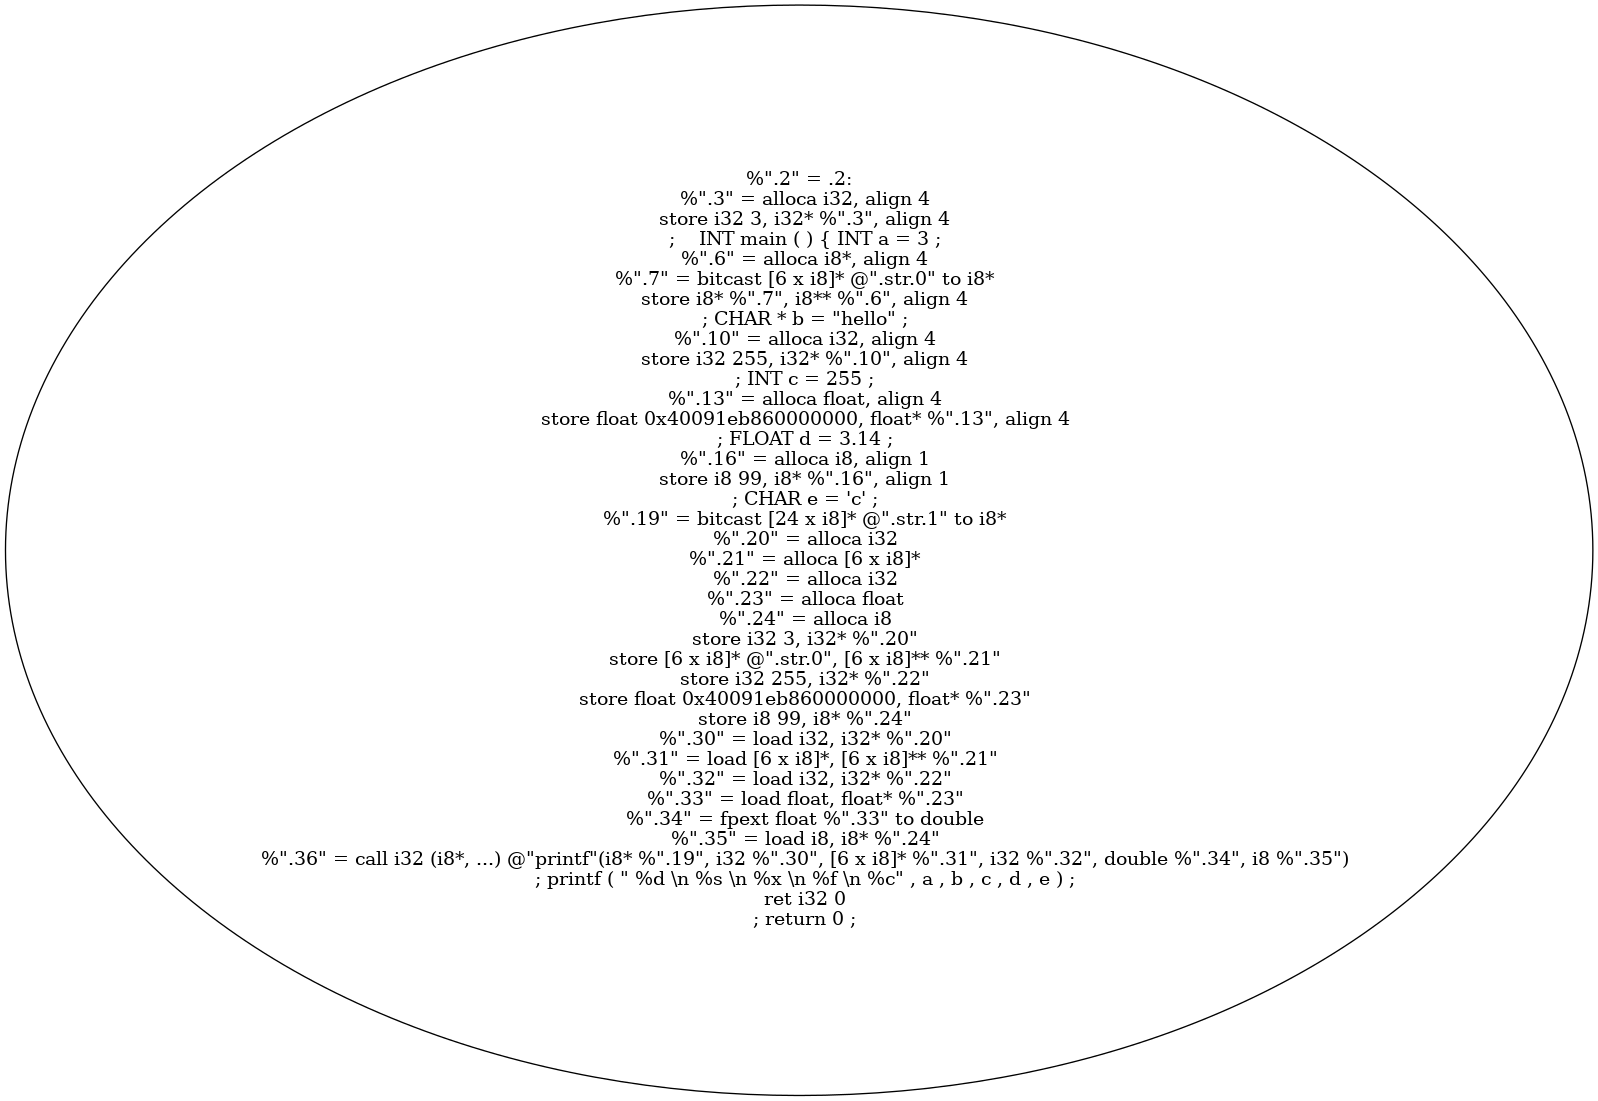 %".2" = .2:
%".3" = alloca i32, align 4
store i32 3, i32* %".3", align 4
;    INT main ( ) { INT a = 3 ;
%".6" = alloca i8*, align 4
%".7" = bitcast [6 x i8]* @".str.0" to i8*
store i8* %".7", i8** %".6", align 4
; CHAR * b = "hello" ;
%".10" = alloca i32, align 4
store i32 255, i32* %".10", align 4
; INT c = 255 ;
%".13" = alloca float, align 4
store float 0x40091eb860000000, float* %".13", align 4
; FLOAT d = 3.14 ;
%".16" = alloca i8, align 1
store i8 99, i8* %".16", align 1
; CHAR e = 'c' ;
%".19" = bitcast [24 x i8]* @".str.1" to i8*
%".20" = alloca i32
%".21" = alloca [6 x i8]*
%".22" = alloca i32
%".23" = alloca float
%".24" = alloca i8
store i32 3, i32* %".20"
store [6 x i8]* @".str.0", [6 x i8]** %".21"
store i32 255, i32* %".22"
store float 0x40091eb860000000, float* %".23"
store i8 99, i8* %".24"
%".30" = load i32, i32* %".20"
%".31" = load [6 x i8]*, [6 x i8]** %".21"
%".32" = load i32, i32* %".22"
%".33" = load float, float* %".23"
%".34" = fpext float %".33" to double
%".35" = load i8, i8* %".24"
%".36" = call i32 (i8*, ...) @"printf"(i8* %".19", i32 %".30", [6 x i8]* %".31", i32 %".32", double %".34", i8 %".35")
; printf ( " %d \n %s \n %x \n %f \n %c" , a , b , c , d , e ) ;
ret i32 0
; return 0 ;